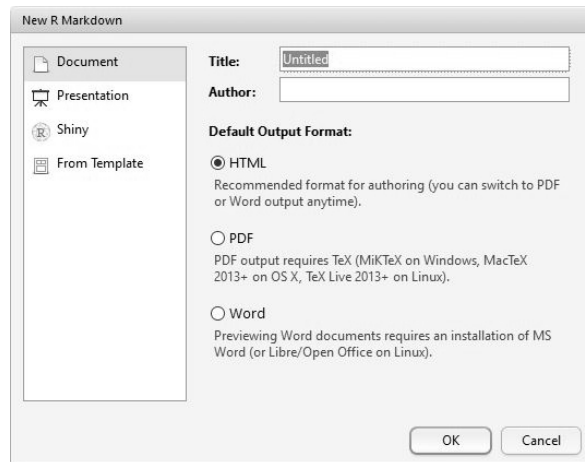 New R Markdown
Document
Presentation
R Shiny
From Template
Title: Untitled
Author:
Default Output Format:
HTML
Recommended format for authoring (you can switch to PDF
or Word output anytime).
PDF
PDF output requires TeX (MiKTeX on Windows, MacTeX
2013+ on OS X, TeX Live 2013+ on Linux).
Word
Previewing Word documents requires an installation of MS
Word (or Libre/Open Office on Linux).
OK Cancel